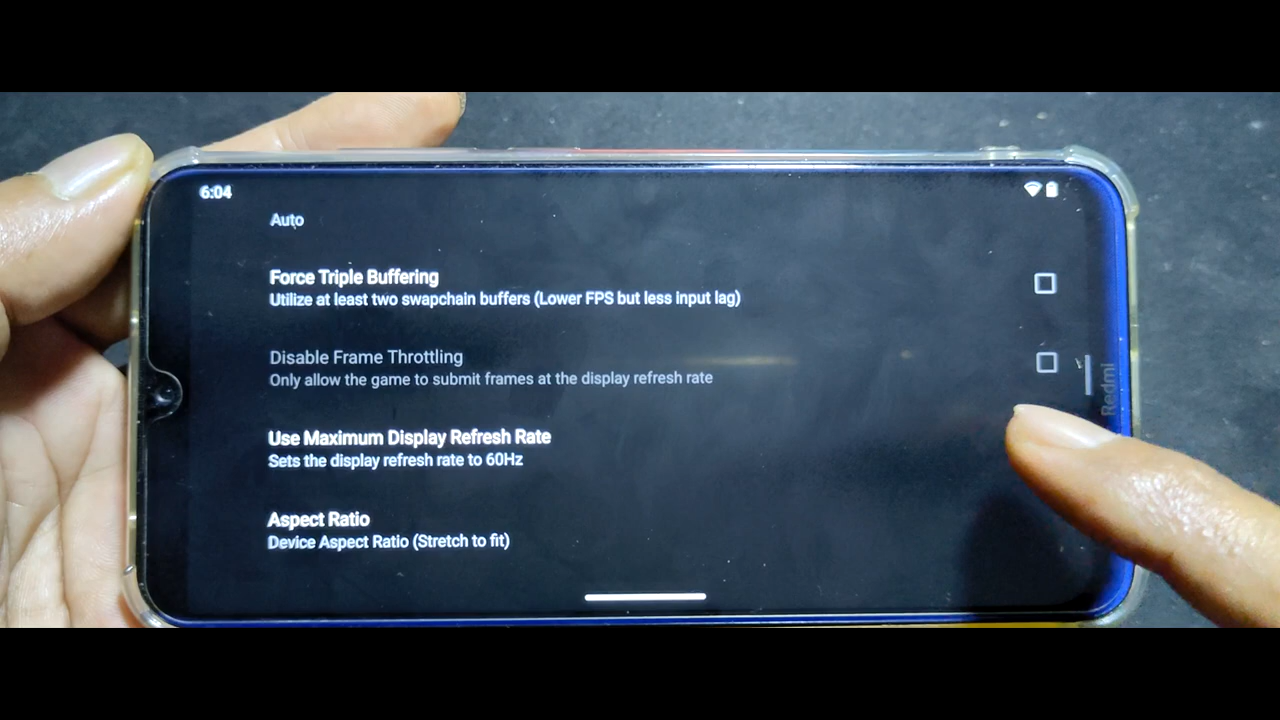 6:04
Auto
Force Triple Buffering
Utilize at least two swapchain buffers (Lower FPS but less input lag)
Disable Frame Throttling
Only allow the game to submit frames at the display refresh rate
Use Maximum Display Refresh Rate
Sets the display refresh rate to 60Hz
Aspect Ratio
Device Aspect Ratio (Stretch to fit)
Redmi